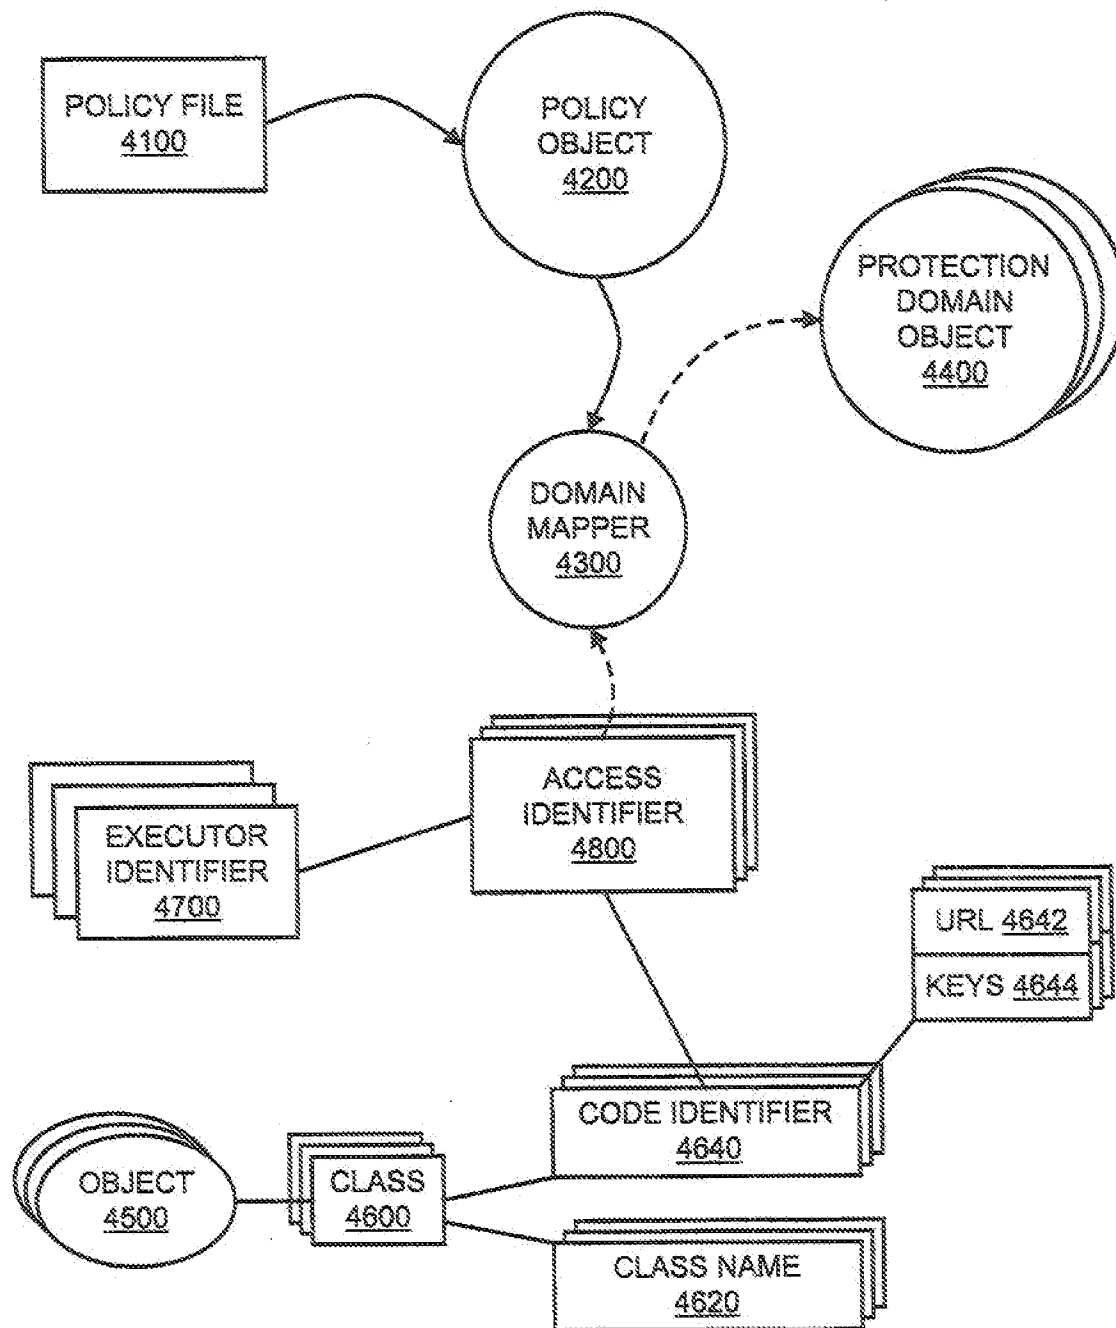 POLICY FILE
4100
POLICY
OBJECT
4200
PROTECTION
DOMAIN
OBJECT
4400
DOMAIN
MAPPER
4300
ACCESS
IDENTIFIER
4800
EXECUTOR
IDENTIFIER
4700
URL 4642
KEYS 4644
CODE IDENTIFIER
4640
OBJECT
4500
CLASS
4600
CLASS NAME
4620